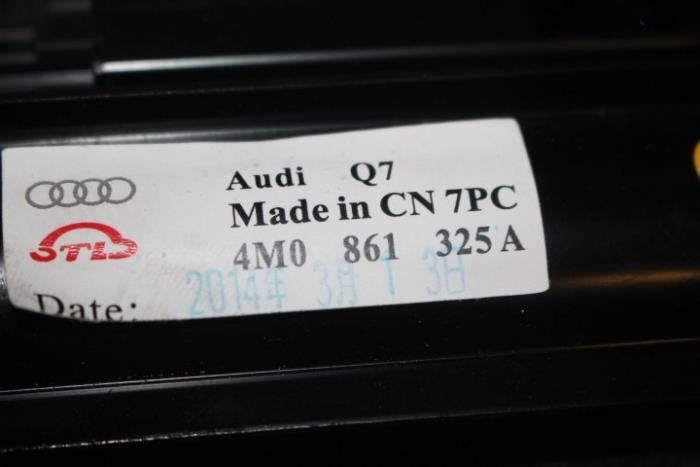 Audi Q7
Made in CN 7PC
STL
4M0 861 325 A
Date: 2014年 3月 1 3日